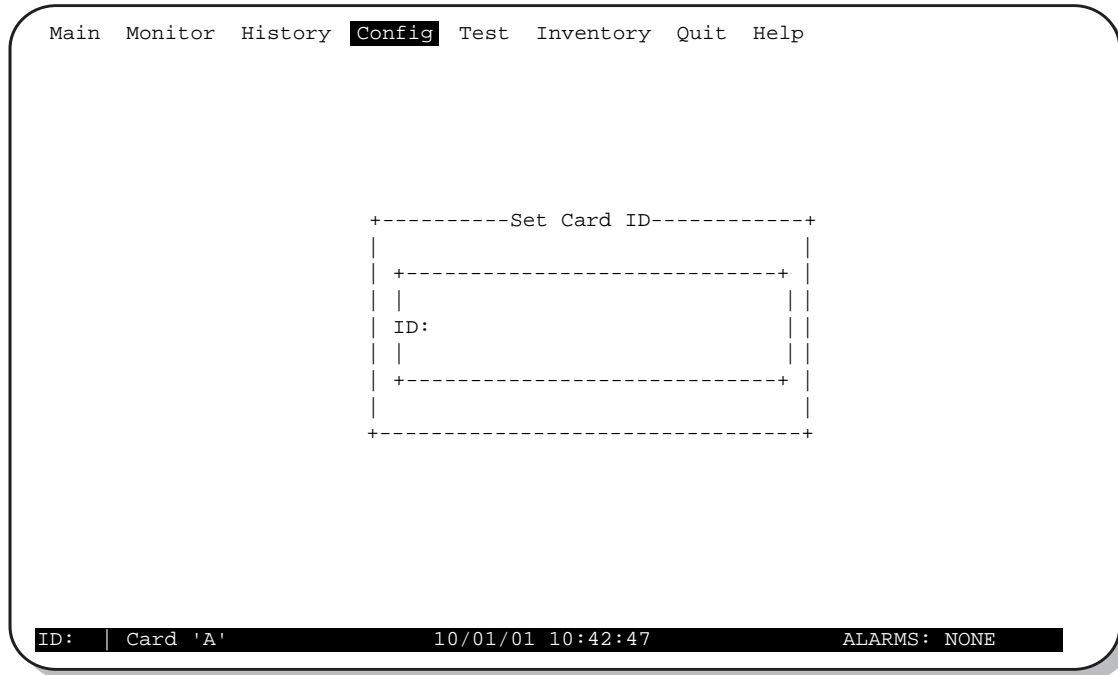 Main Monitor History Config Test Inventory Quit Help
+----------Set Card ID------------+
| |
| +-----------------------------+ |
| | | |
| ID: | |
| | | |
| +-----------------------------+ |
| |
+---------------------------------+
ID: | Card 'A' 10/01/01 10:42:47 ALARMS: NONE